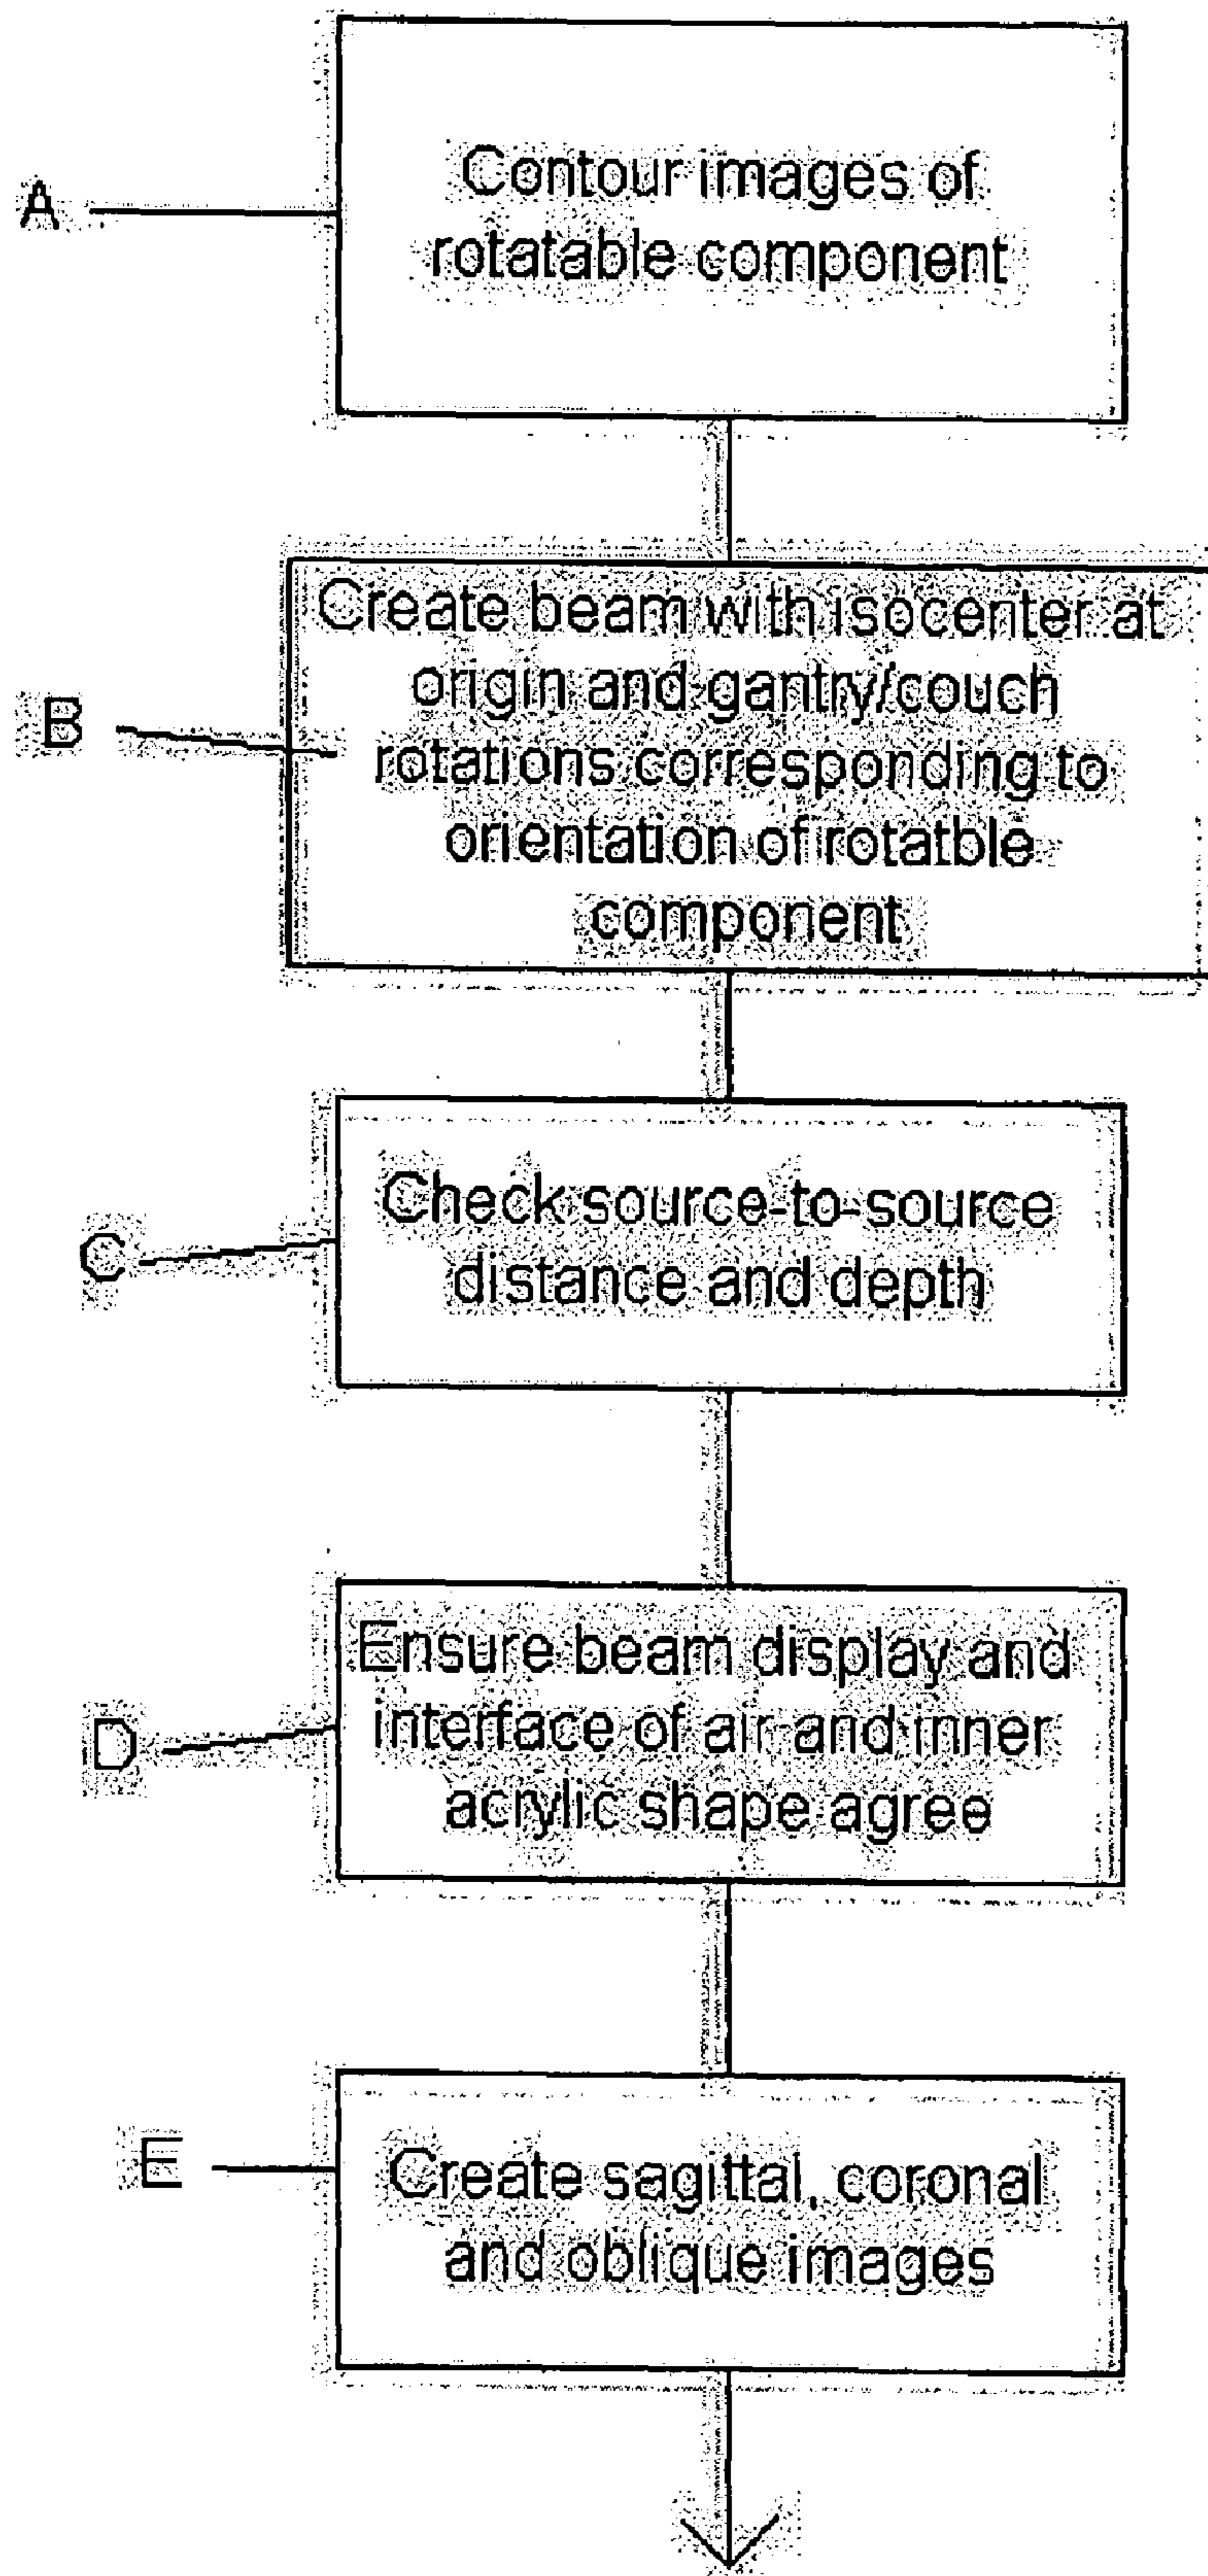 A
Contour images of
rotatable component
B
Create beam with isocenter at
origin and gantry/couch
rotations corresponding to
orientation of rotatble
component
C
Check source-to-source
distance and depth
D
Ensure beam display and
interface of air and inner
acrylic shape agree
E
Create sagittal, coronal
and oblique images